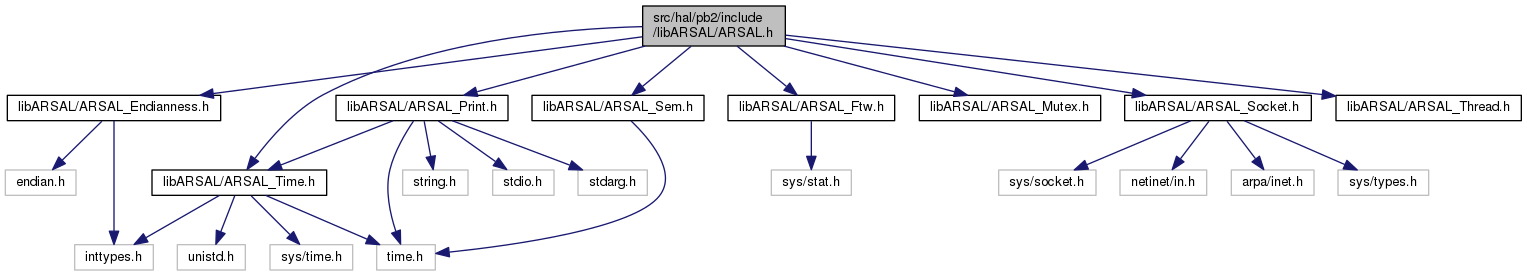 src/hal/pb2/include
/libARSAL/ARSAL.h
libARSAL/ARSAL_Endianness.h
libARSAL/ARSAL_Print.h
libARSAL/ARSAL_Sem.h
libARSAL/ARSAL_Ftw.h
libARSAL/ARSAL_Mutex.h
libARSAL/ARSAL_Socket.h
libARSAL/ARSAL_Thread.h
endian.h
libARSAL/ARSAL_Time.h
string.h
stdio.h
stdarg.h
sys/stat.h
sys/socket.h
netinet/in.h
arpa/inet.h
sys/types.h
inttypes.h
unistd.h
sys/time.h
time.h